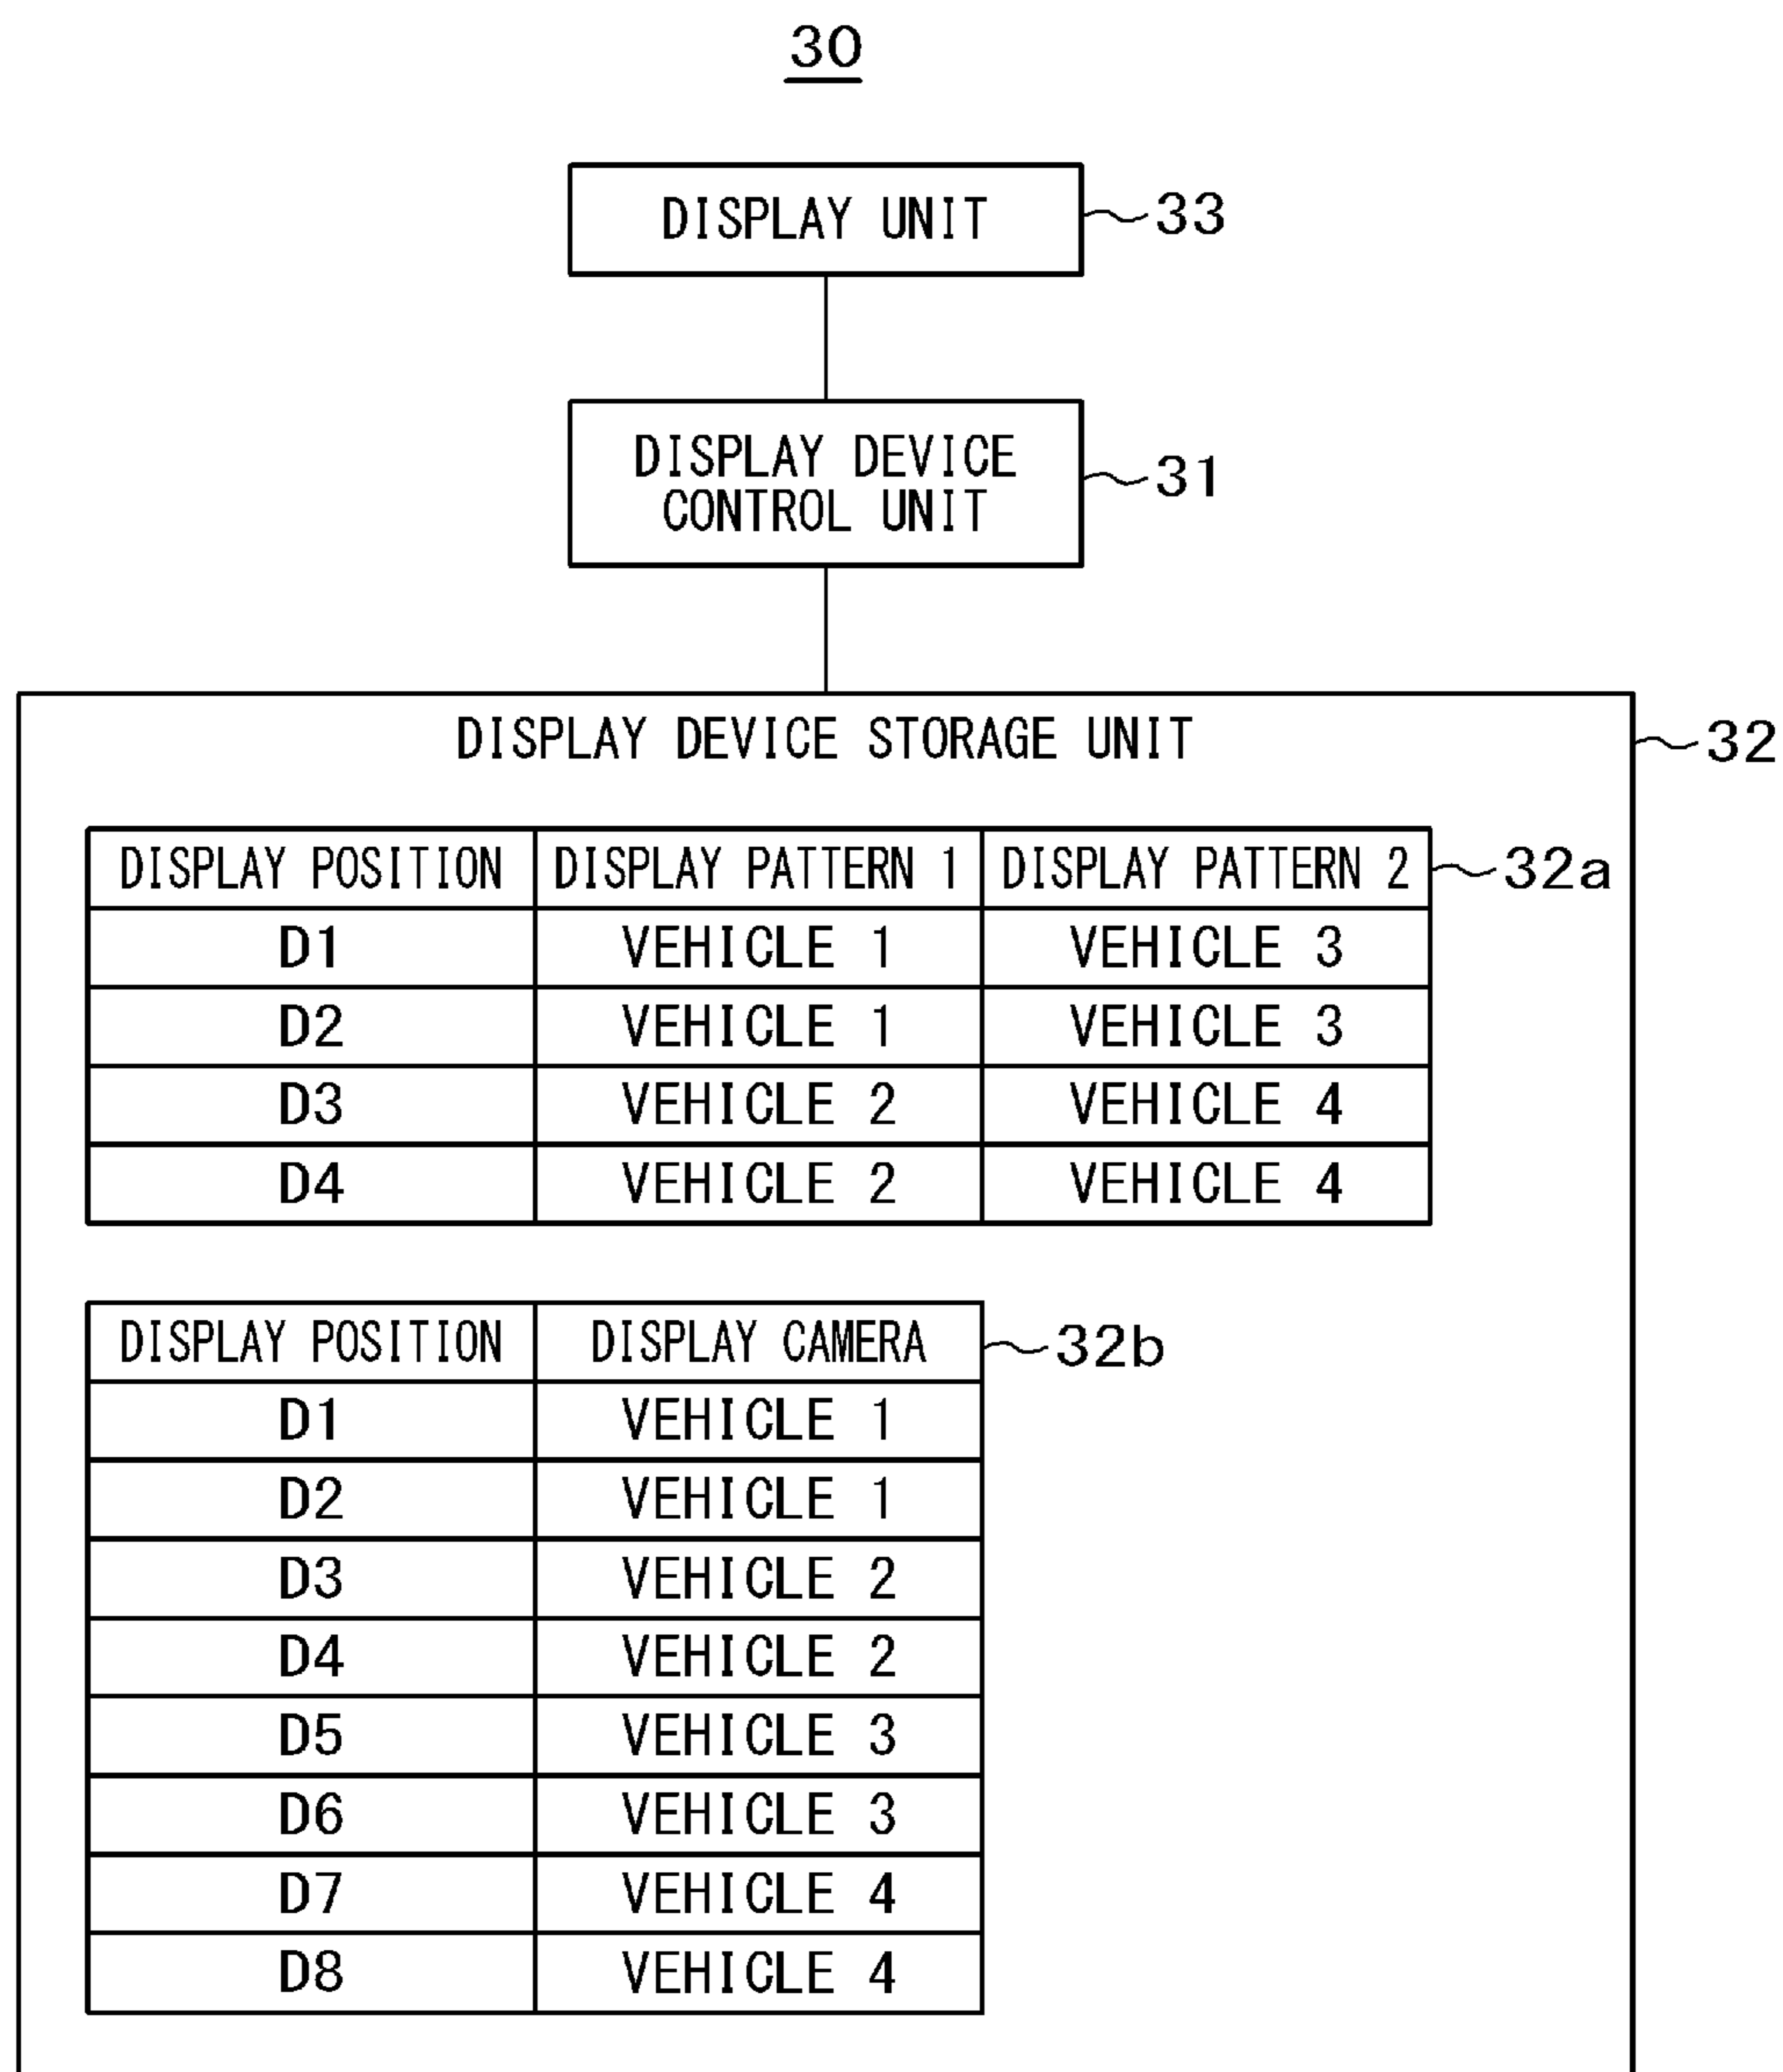 30
DISPLAY UNIT 33
DISPLAY DEVICE
CONTROL UNIT 31
DISPLAY DEVICE STORAGE UNIT 32
DISPLAY POSITION DISPLAY PATTERN 1 DISPLAY PATTERN 2 32a
D1 VEHICLE 1 VEHICLE 3
D2 VEHICLE 1 VEHICLE 3
D3 VEHICLE 2 VEHICLE 4
D4 VEHICLE 2 VEHICLE 4
DISPLAY POSITION DISPLAY CAMERA 32b
D1 VEHICLE 1
D2 VEHICLE 1
D3 VEHICLE 2
D4 VEHICLE 2
D5 VEHICLE 3
D6 VEHICLE 3
D7 VEHICLE 4
D8 VEHICLE 4